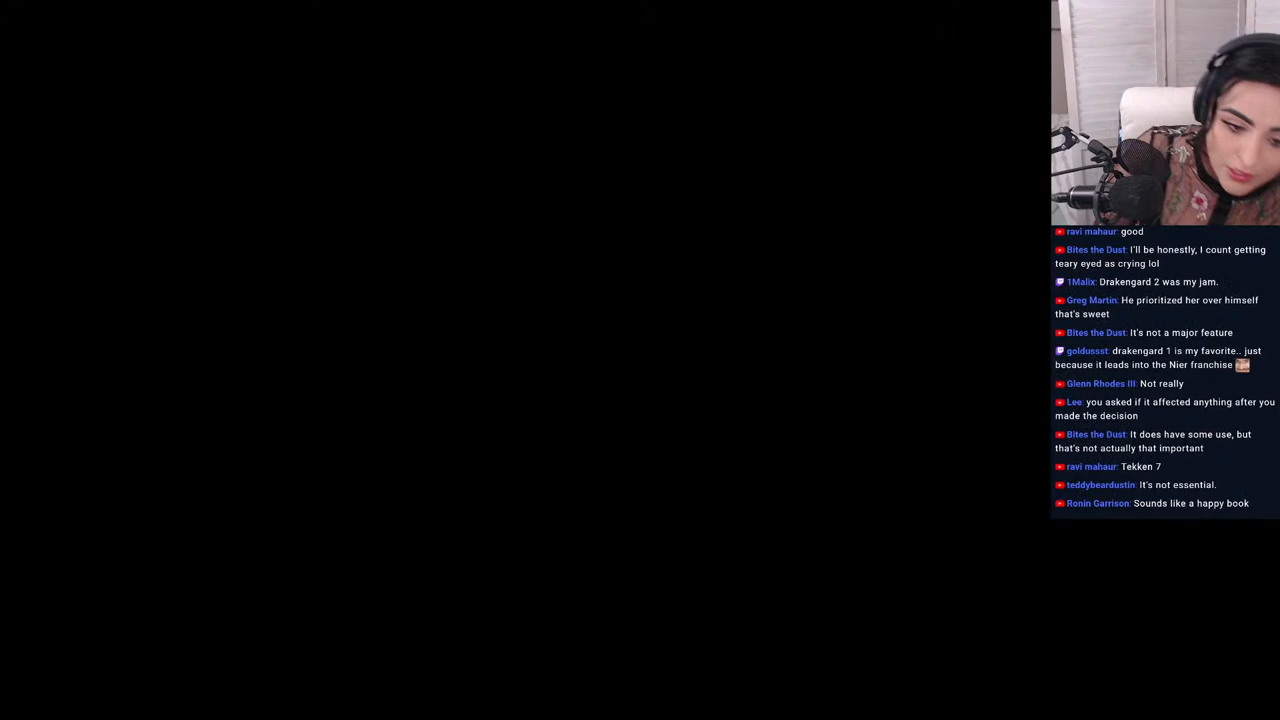 ravi mahaur: good
Bites the Dust: I'll be honestly, I count getting
teary eyed as crying lol
1Malix: Drakengard 2 was my jam.
Greg Martin: He prioritized her over himself
that's sweet
Bites the Dust: It's not a major feature
goldussst: drakengard 1 is my favorite.. just
because it leads into the Nier franchise
Glenn Rhodes III: Not really
Lee: you asked if it affected anything after you
made the decision
Bites the Dust: It does have some use, but
that's not actually that important
ravi mahaur: Tekken 7
teddybeardustin: It's not essential.
Ronin Garrison: Sounds like a happy book